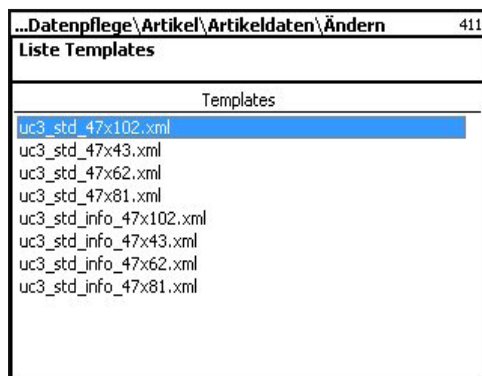 ...Datenpflege\Artikel\Artikeldaten\Ändern 411
Liste Templates
Templates
uc3_std_47x102.xml
uc3_std_47x43.xml
uc3_std_47x62.xml
uc3_std_47x81.xml
uc3_std_info_47x102.xml
uc3_std_info_47x43.xml
uc3_std_info_47x62.xml
uc3_std_info_47x81.xml